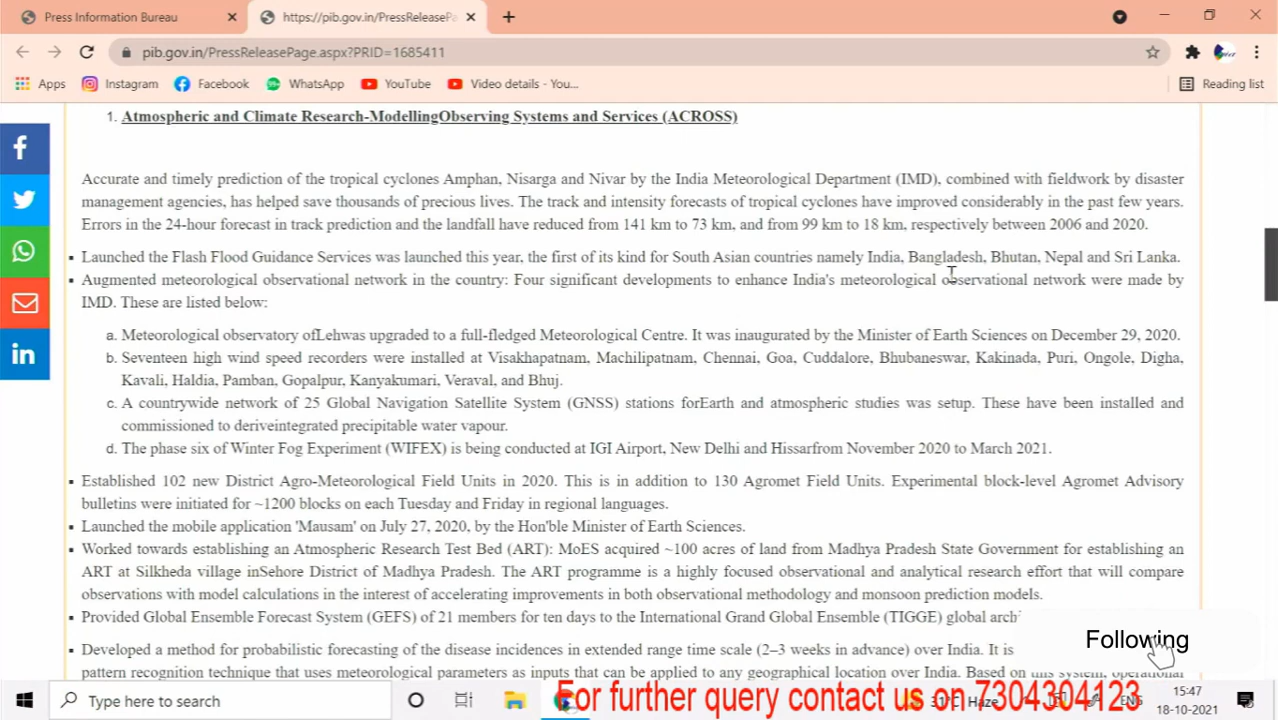 Press Information Bureau
https://pib.gov.in/PressReleasePa
pib.gov.in/PressReleasePage.aspx?PRID=1685411
Apps Instagram Facebook WhatsApp YouTube Video details - You... Reading list
1. Atmospheric and Climate Research-ModellingObserving Systems and Services (ACROSS)
Accurate and timely prediction of the tropical cyclones Amphan, Nisarga and Nivar by the India Meteorological Department (IMD), combined with fieldwork by disaster
management agencies, has helped save thousands of precious lives. The track and intensity forecasts of tropical cyclones have improved considerably in the past few years.
Errors in the 24-hour forecast in track prediction and the landfall have reduced from 141 km to 73 km, and from 99 km to 18 km, respectively between 2006 and 2020.
▪ Launched the Flash Flood Guidance Services was launched this year, the first of its kind for South Asian countries namely India, Bangladesh, Bhutan, Nepal and Sri Lanka.
▪ Augmented meteorological observational network in the country: Four significant developments to enhance India's meteorological observational network were made by
IMD. These are listed below:
a. Meteorological observatory ofLehwas upgraded to a full-fledged Meteorological Centre. It was inaugurated by the Minister of Earth Sciences on December 29, 2020.
b. Seventeen high wind speed recorders were installed at Visakhapatnam, Machilipatnam, Chennai, Goa, Cuddalore, Bhubaneswar, Kakinada, Puri, Ongole, Digha,
Kavali, Haldia, Pamban, Gopalpur, Kanyakumari, Veraval, and Bhuj.
c. A countrywide network of 25 Global Navigation Satellite System (GNSS) stations forEarth and atmospheric studies was setup. These have been installed and
commissioned to deriveintegrated precipitable water vapour.
d. The phase six of Winter Fog Experiment (WIFEX) is being conducted at IGI Airport, New Delhi and Hissarfrom November 2020 to March 2021.
▪ Established 102 new District Agro-Meteorological Field Units in 2020. This is in addition to 130 Agromet Field Units. Experimental block-level Agromet Advisory
bulletins were initiated for ~1200 blocks on each Tuesday and Friday in regional languages.
▪ Launched the mobile application 'Mausam' on July 27, 2020, by the Hon'ble Minister of Earth Sciences.
▪ Worked towards establishing an Atmospheric Research Test Bed (ART): MoES acquired ~100 acres of land from Madhya Pradesh State Government for establishing an
ART at Silkheda village inSehore District of Madhya Pradesh. The ART programme is a highly focused observational and analytical research effort that will compare
observations with model calculations in the interest of accelerating improvements in both observational methodology and monsoon prediction models.
▪ Provided Global Ensemble Forecast System (GEFS) of 21 members for ten days to the International Grand Global Ensemble (TIGGE) global archi
Following
▪ Developed a method for probabilistic forecasting of the disease incidences in extended range time scale (2–3 weeks in advance) over India. It is
pattern recognition technique that uses meteorological parameters as inputs that can be applied to any geographical location over India. Based on this system, operational
Type here to search
For further query contact us on 7304304123
31°C Haze
ENG
15:47
18-10-2021